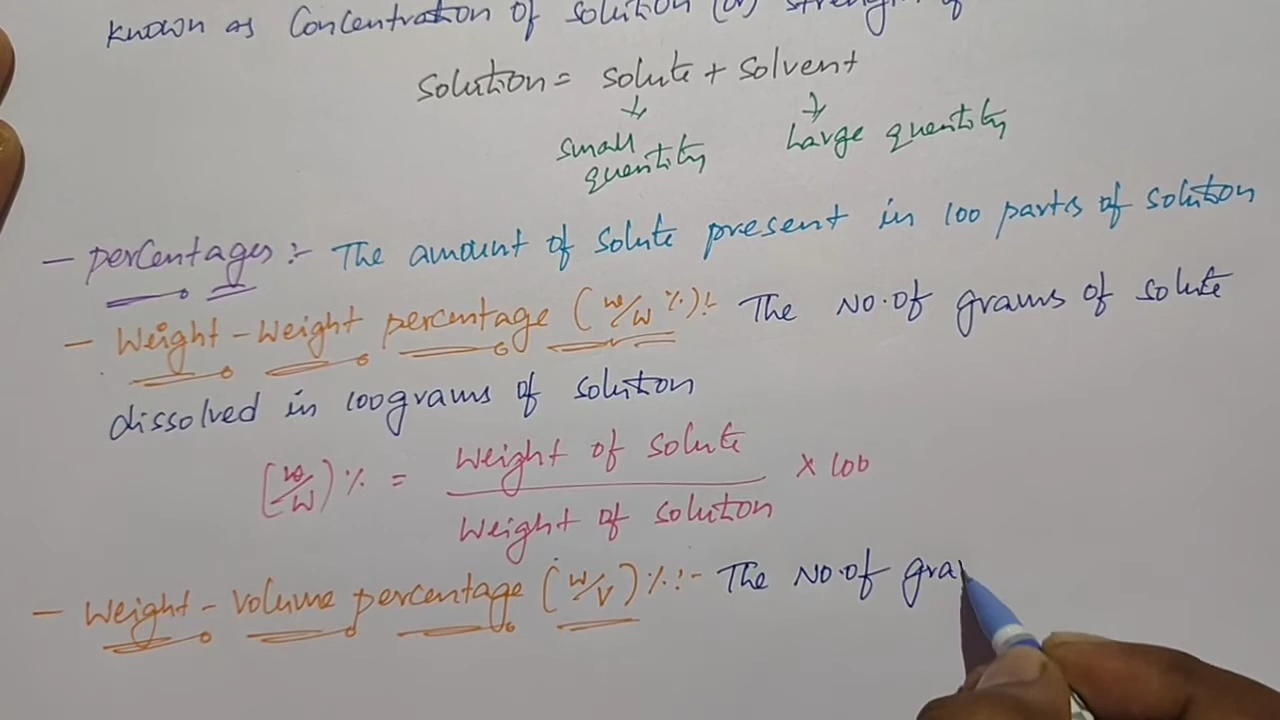 known as Concentration of solution (or) strength of
solution = solute + solvent
small quantity
Large quantity
- percentages :- The amount of solute present in 100 parts of solution
- Weight - Weight percentage (w/w %) :- The No. of grams of solute
dissolved in 100 grams of solution
(w/w) % = Weight of solute / Weight of solution × 100
- Weight - Volume percentage (w/v) % :- The No. of gra